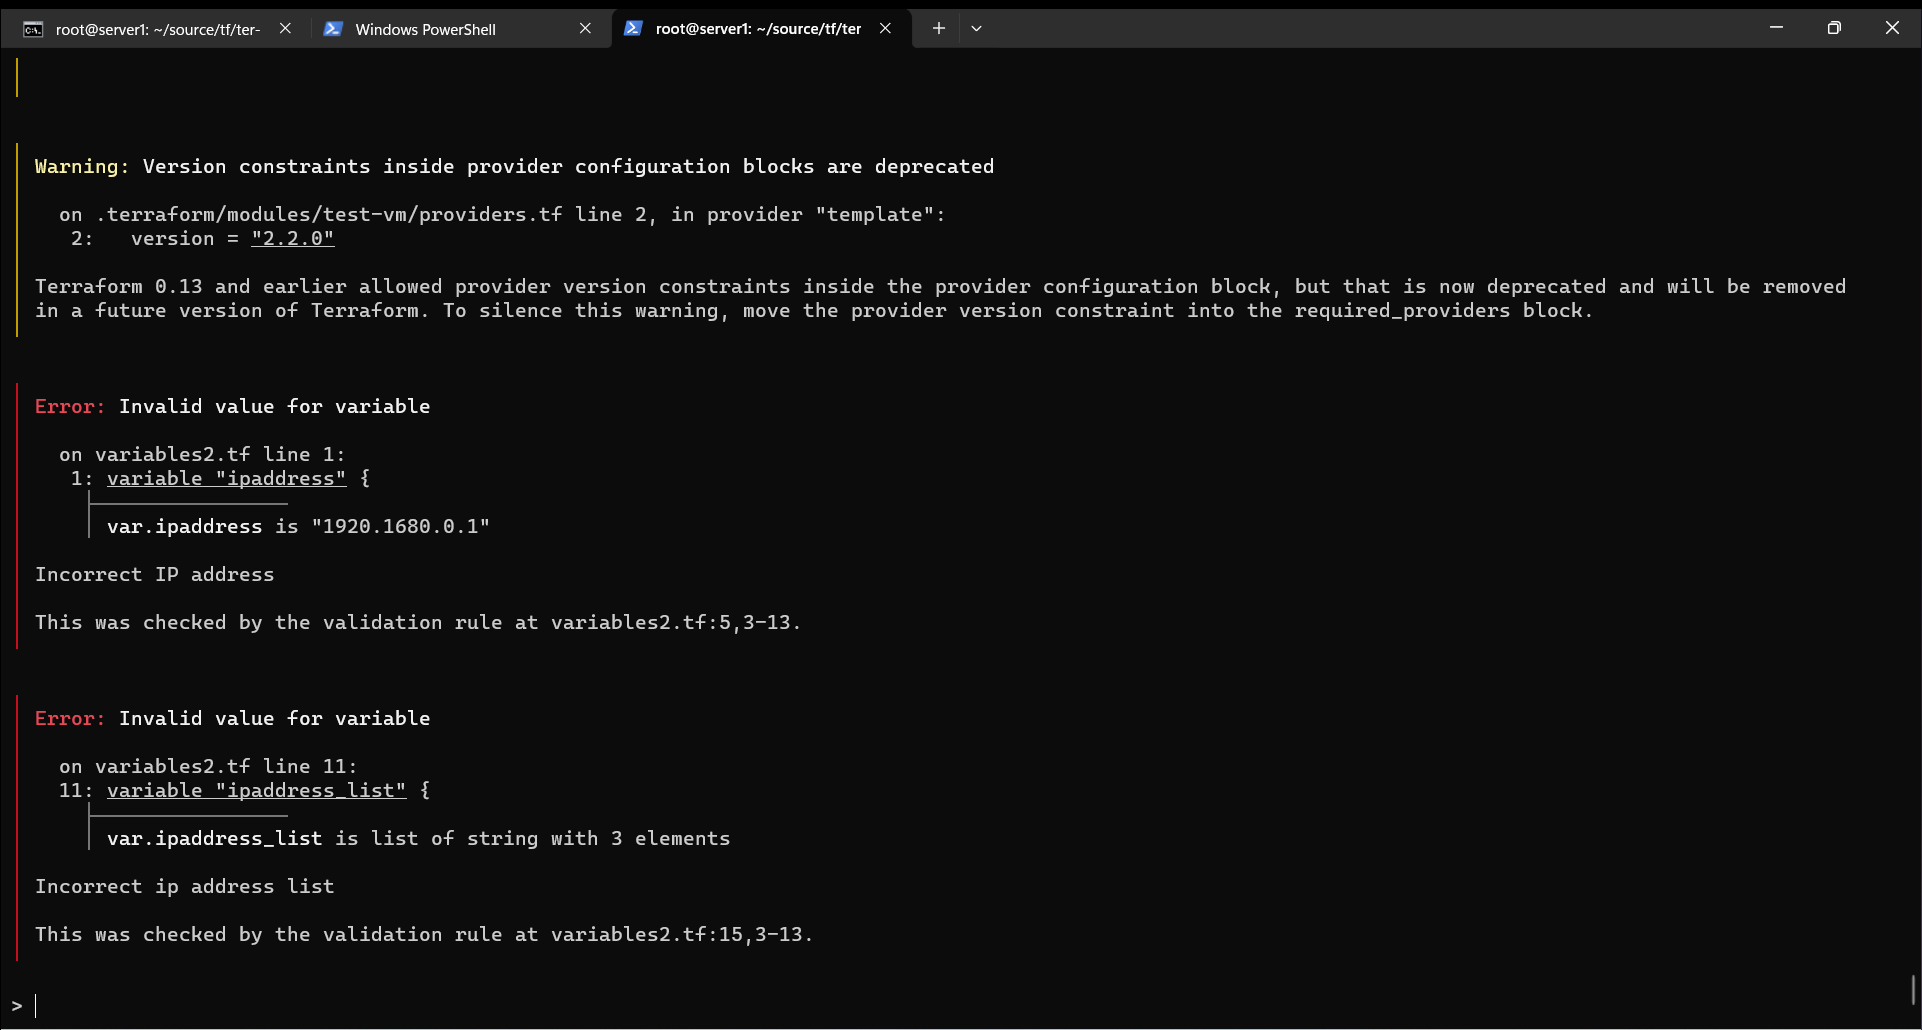 root@server1: ~/source/tf/ter-
Windows PowerShell
root@server1: ~/source/tf/ter
Warning: Version constraints inside provider configuration blocks are deprecated
on .terraform/modules/test-vm/providers.tf line 2, in provider "template":
2:   version = "2.2.0"
Terraform 0.13 and earlier allowed provider version constraints inside the provider configuration block, but that is now deprecated and will be removed
in a future version of Terraform. To silence this warning, move the provider version constraint into the required_providers block.
Error: Invalid value for variable
on variables2.tf line 1:
1: variable "ipaddress" {
var.ipaddress is "1920.1680.0.1"
Incorrect IP address
This was checked by the validation rule at variables2.tf:5,3-13.
Error: Invalid value for variable
on variables2.tf line 11:
11: variable "ipaddress_list" {
var.ipaddress_list is list of string with 3 elements
Incorrect ip address list
This was checked by the validation rule at variables2.tf:15,3-13.
>